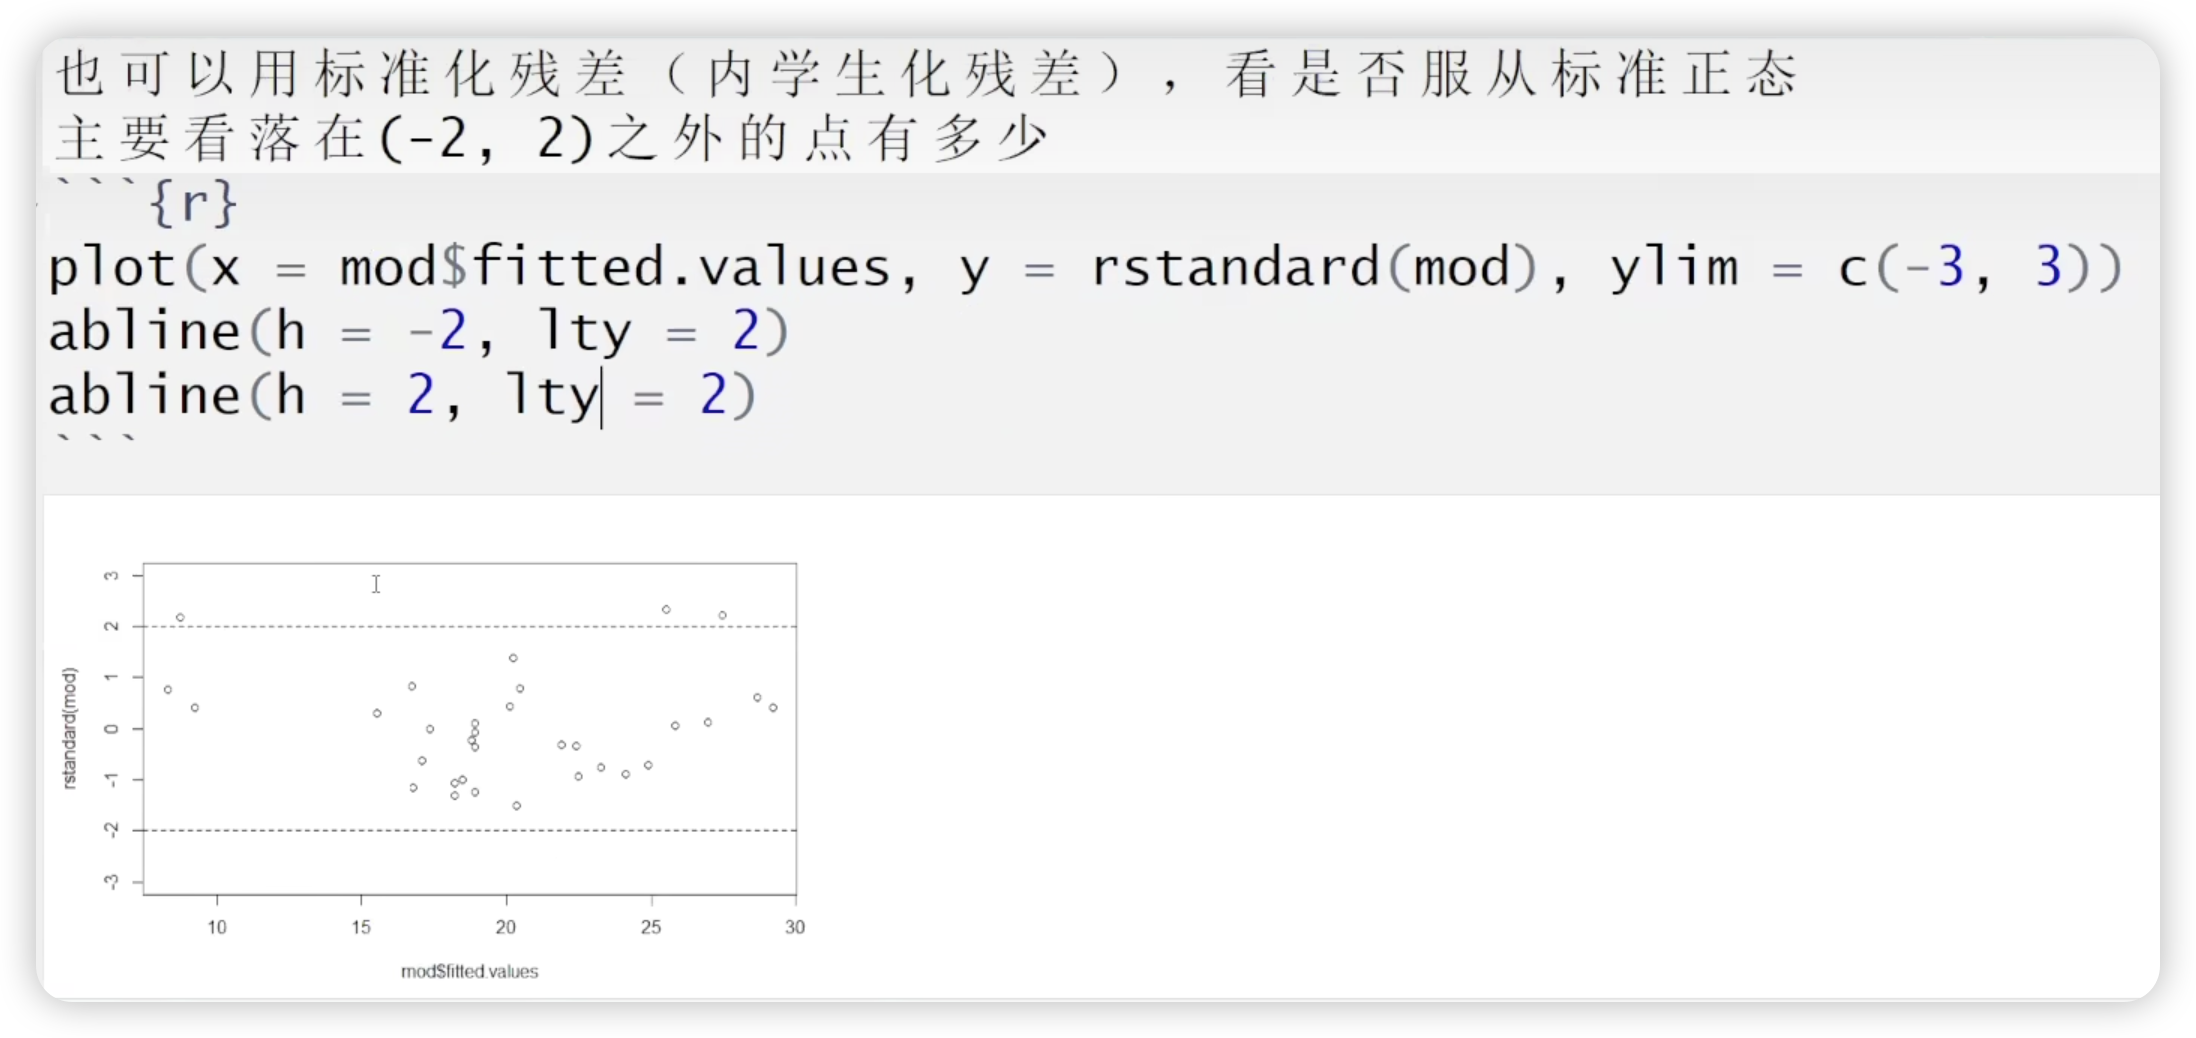 也可以用标准化残差（内学生化残差），看是否服从标准正态
主要看落在(-2, 2)之外的点有多少
```{r}
plot(x = mod$fitted.values, y = rstandard(mod), ylim = c(-3, 3))
abline(h = -2, lty = 2)
abline(h = 2, lty = 2)
```
3
2
1
0
-1
-2
-3
rstandard(mod)
10 15 20 25 30
mod$fitted.values